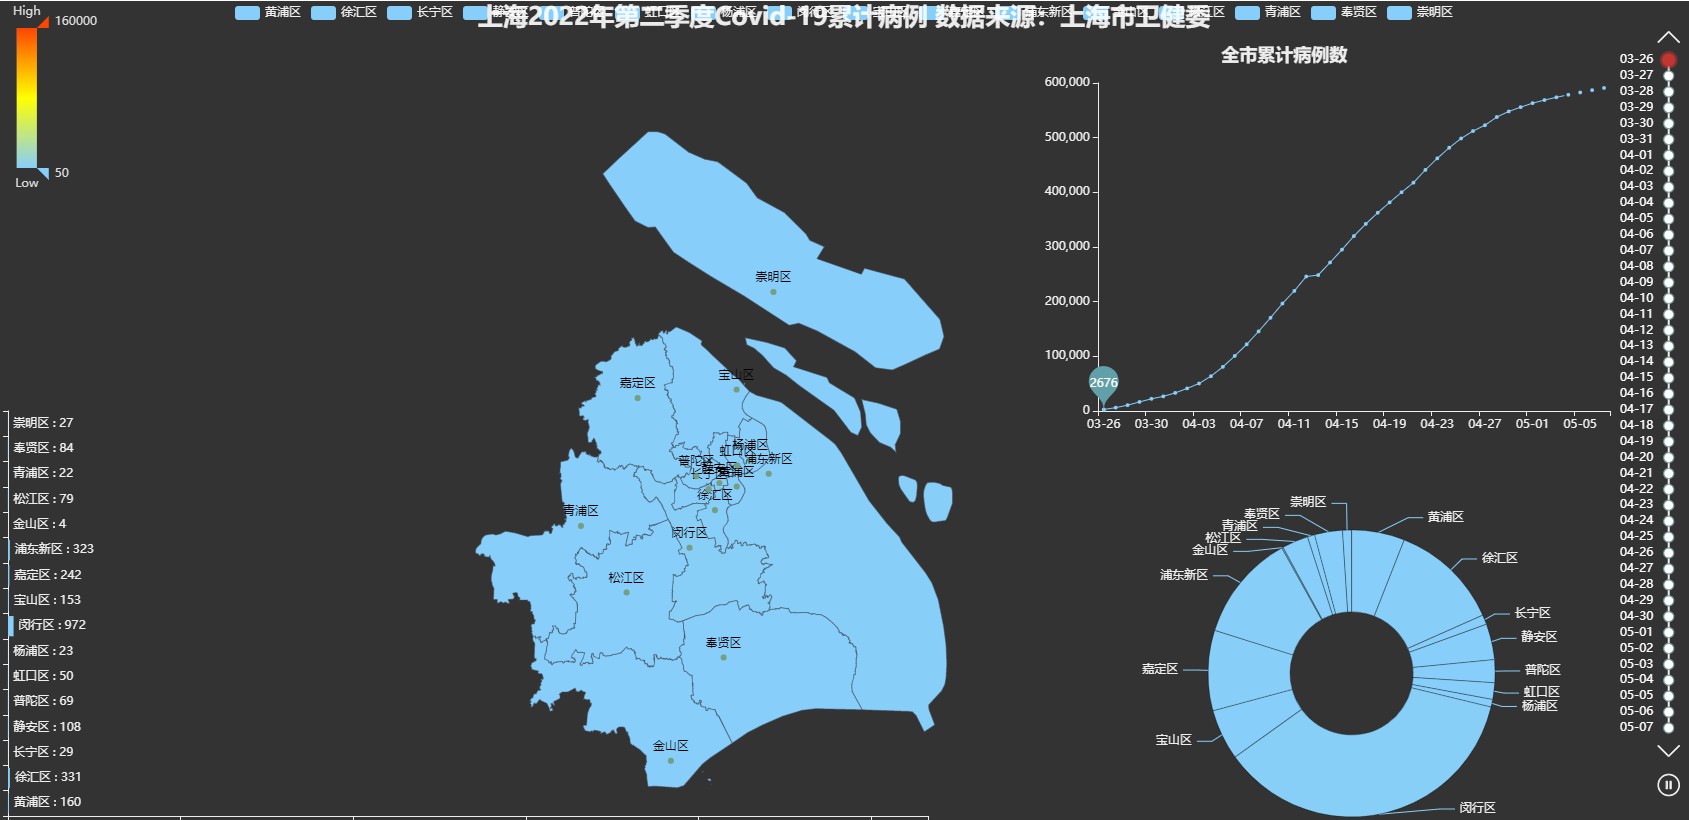 High
160000
50
Low
黄浦区 徐汇区 长宁区 青浦区 奉贤区 崇明区
上海2022年第二季度Covid-19累计病例 数据来源：上海市卫健委
全市累计病例数
600,000
500,000
400,000
300,000
200,000
100,000
0
2676
03-26 03-30 04-03 04-07 04-11 04-15 04-19 04-23 04-27 05-01 05-05
崇明区
宝山区
嘉定区
杨浦区
虹口区
浦东新区
普陀区
静安区
长宁区
黄浦区
徐汇区
青浦区
闵行区
松江区
奉贤区
金山区
崇明区 : 27
奉贤区 : 84
青浦区 : 22
松江区 : 79
金山区 : 4
浦东新区 : 323
嘉定区 : 242
宝山区 : 153
闵行区 : 972
杨浦区 : 23
虹口区 : 50
普陀区 : 69
静安区 : 108
长宁区 : 29
徐汇区 : 331
黄浦区 : 160
崇明区
奉贤区
青浦区
松江区
金山区
浦东新区
嘉定区
宝山区
黄浦区
徐汇区
长宁区
静安区
普陀区
虹口区
杨浦区
闵行区
03-26
03-27
03-28
03-29
03-30
03-31
04-01
04-02
04-03
04-04
04-05
04-06
04-07
04-08
04-09
04-10
04-11
04-12
04-13
04-14
04-15
04-16
04-17
04-18
04-19
04-20
04-21
04-22
04-23
04-24
04-25
04-26
04-27
04-28
04-29
04-30
05-01
05-02
05-03
05-04
05-05
05-06
05-07